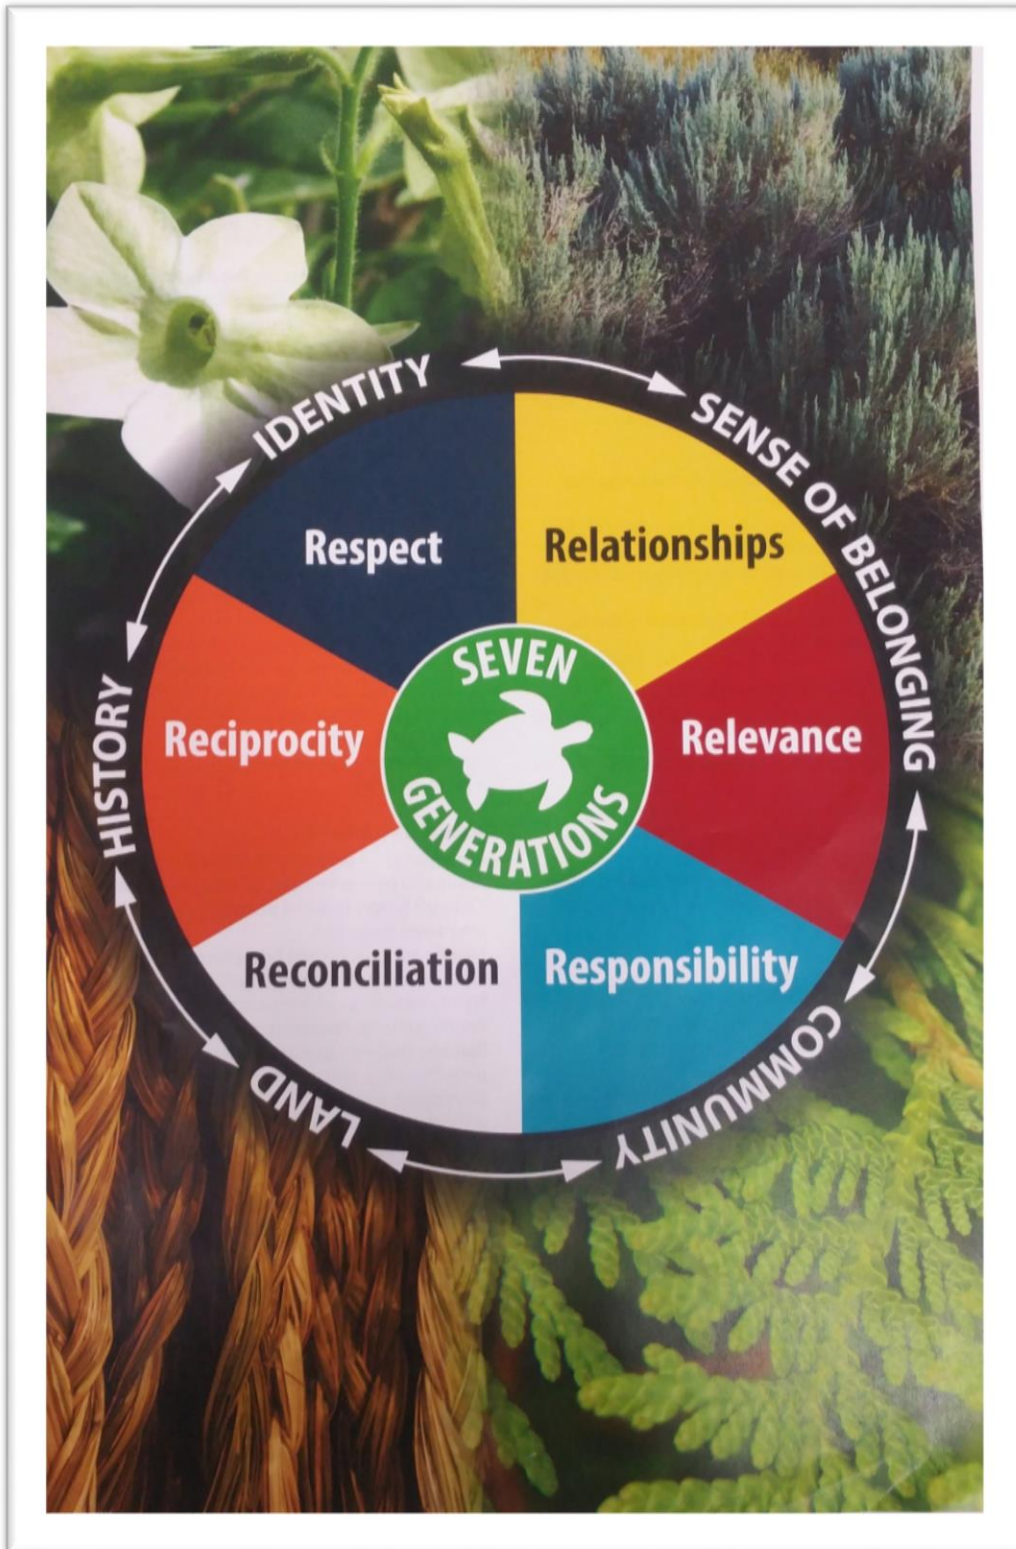 IDENTITY
SENSE OF BELONGING
COMMUNITY
LAND
HISTORY
Respect
Relationships
Relevance
Responsibility
Reconciliation
Reciprocity
SEVEN
GENERATIONS